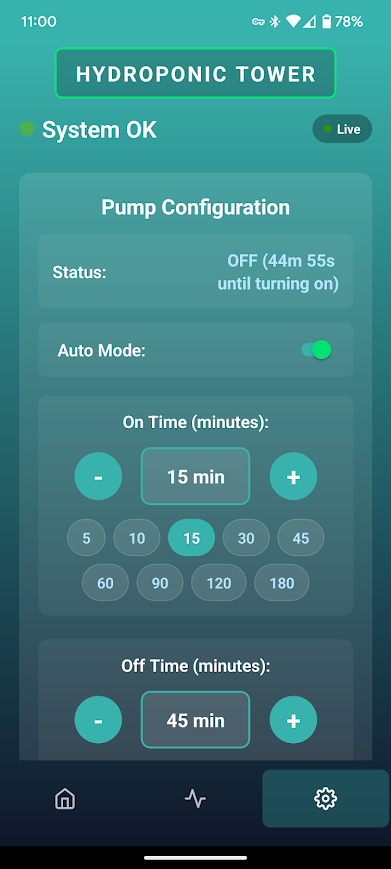 11:00
78%
HYDROPONIC TOWER
System OK
Live
Pump Configuration
Status:
OFF (44m 55s
until turning on)
Auto Mode:
On Time (minutes):
- 15 min +
5 10 15 30 45
60 90 120 180
Off Time (minutes):
- 45 min +